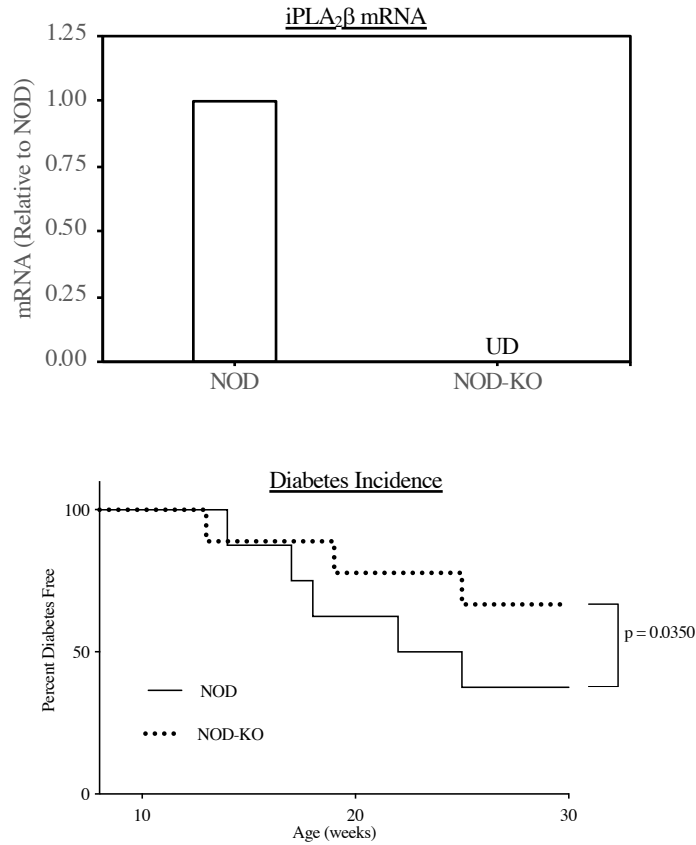 iPLA₂β mRNA
mRNA (Relative to NOD)
1.25
1.00
0.75
0.50
0.25
0.00
UD
NOD
NOD-KO
Diabetes Incidence
Percent Diabetes Free
100
50
0
NOD
NOD-KO
p = 0.0350
10
20
30
Age (weeks)